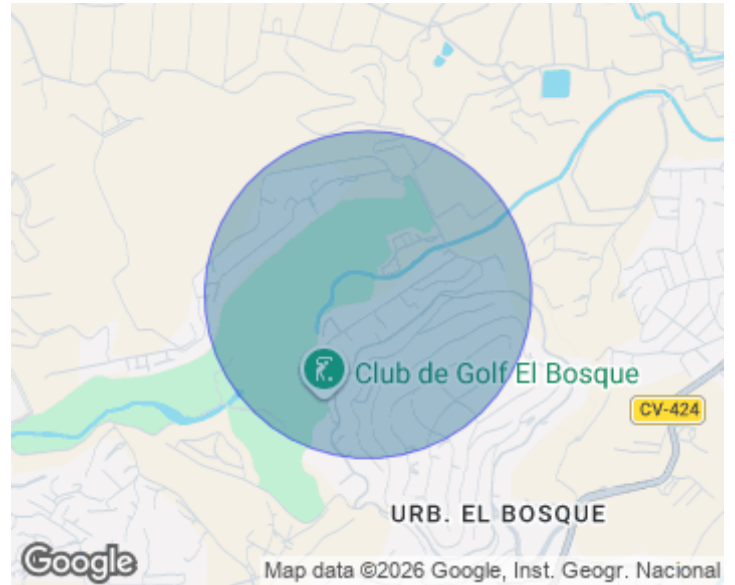 Club de Golf El Bosque
CV-424
URB. EL BOSQUE
Google
Map data ©2026 Google, Inst. Geogr. Nacional